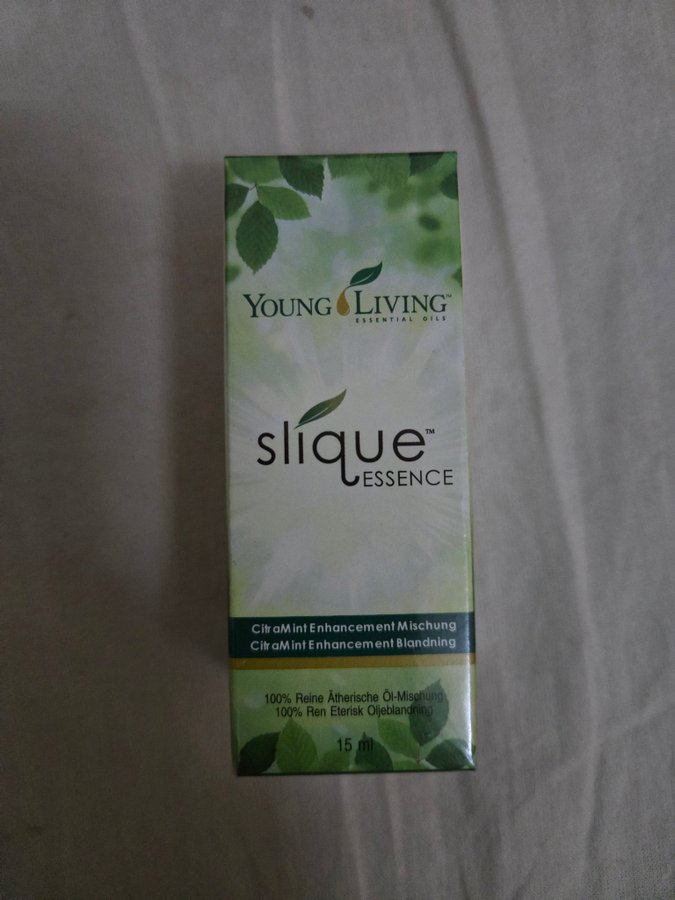 YOUNG LIVING™
ESSENTIAL OILS
slique™
ESSENCE
CitraMint Enhancement Mischung
CitraMint Enhancement Blandning
100% Reine Ätherische Öl-Mischung
100% Ren Eterisk Oljeblandning
15 ml